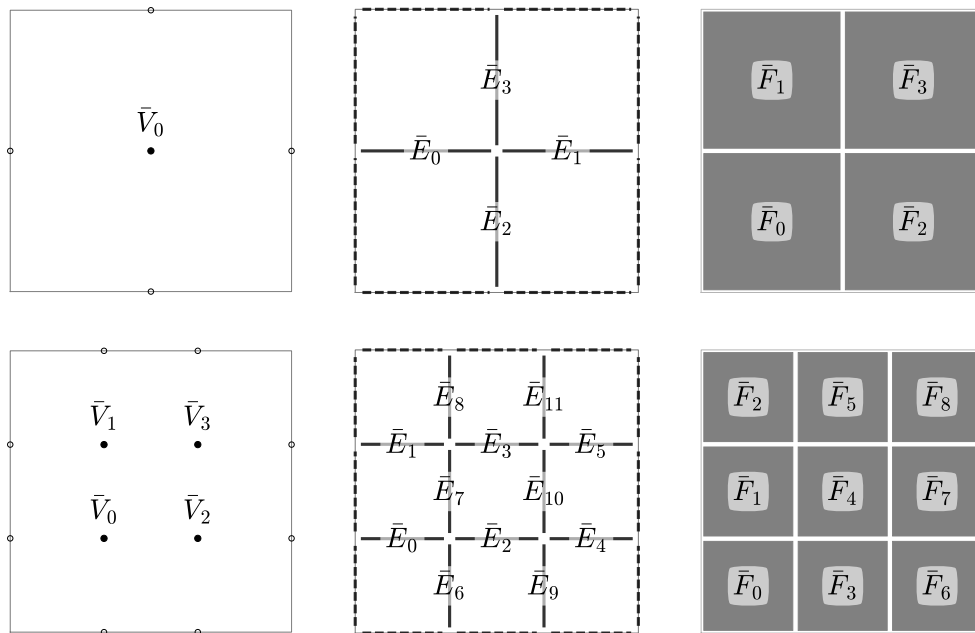 V̄₀
Ē₃
Ē₀ Ē₁
Ē₂
F̄₁ F̄₃
F̄₀ F̄₂
V̄₁ V̄₃
V̄₀ V̄₂
Ē₈ Ē₁₁
Ē₁ Ē₃ Ē₅
Ē₇ Ē₁₀
Ē₀ Ē₂ Ē₄
Ē₆ Ē₉
F̄₂ F̄₅ F̄₈
F̄₁ F̄₄ F̄₇
F̄₀ F̄₃ F̄₆